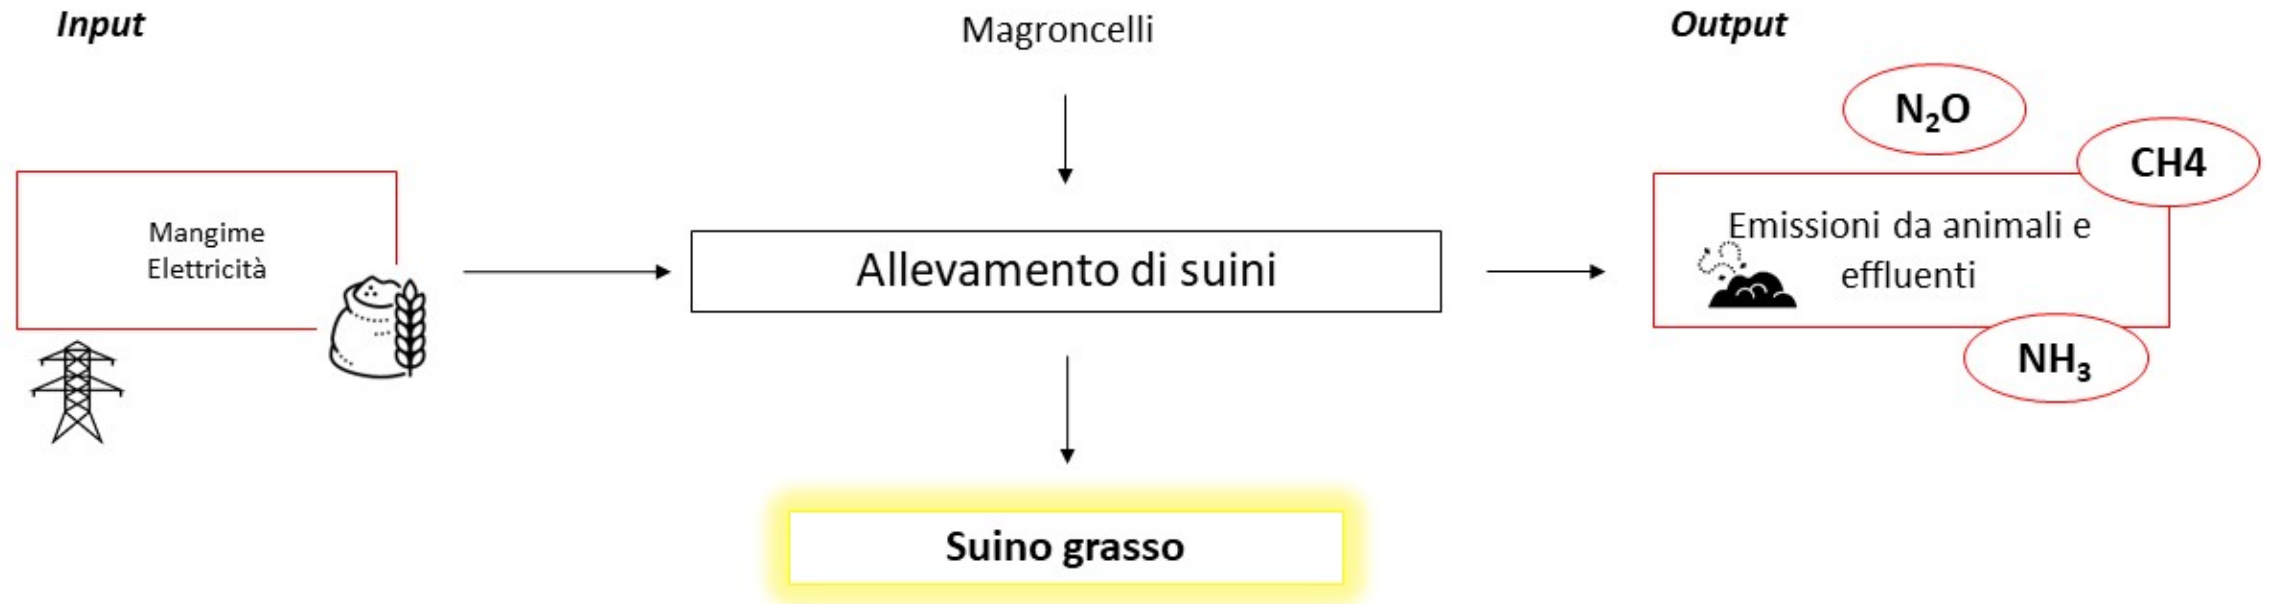 Input
Magroncelli
Output
N₂O
CH4
Mangime
Elettricità
Allevamento di suini
Emissioni da animali e
effluenti
NH₃
Suino grasso